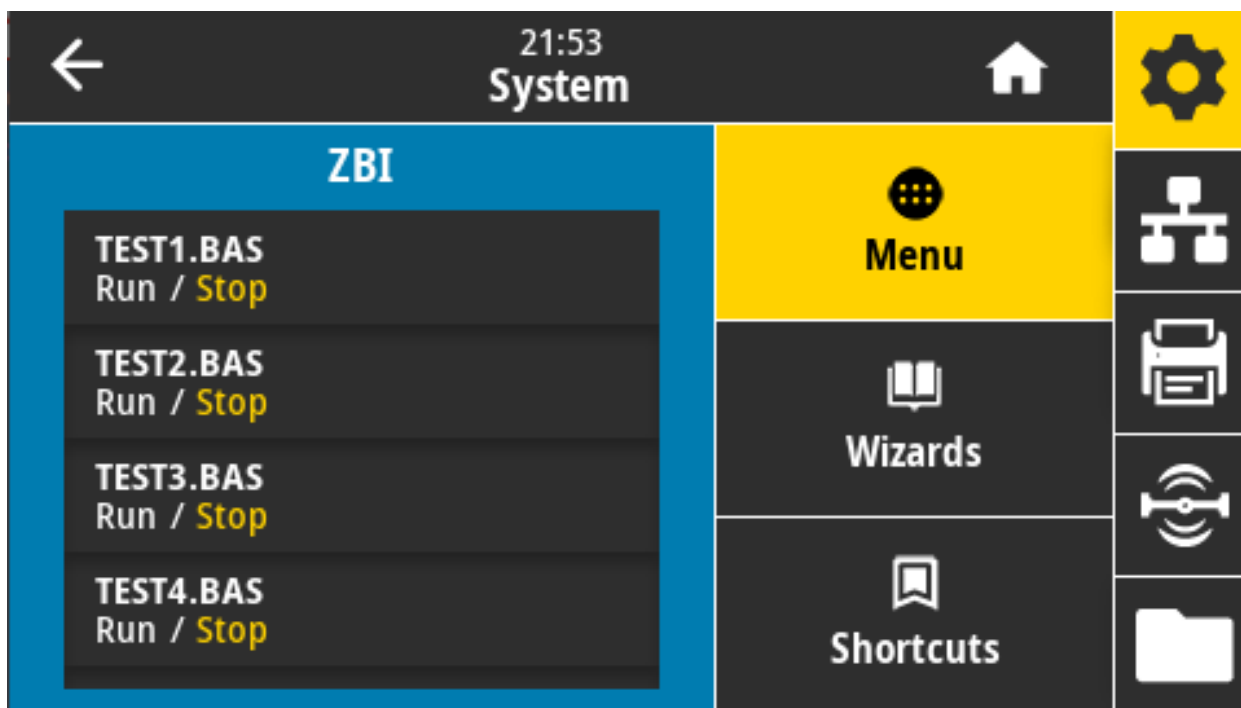 21:53
System
ZBI
TEST1.BAS
Run / Stop
TEST2.BAS
Run / Stop
TEST3.BAS
Run / Stop
TEST4.BAS
Run / Stop
Menu
Wizards
Shortcuts